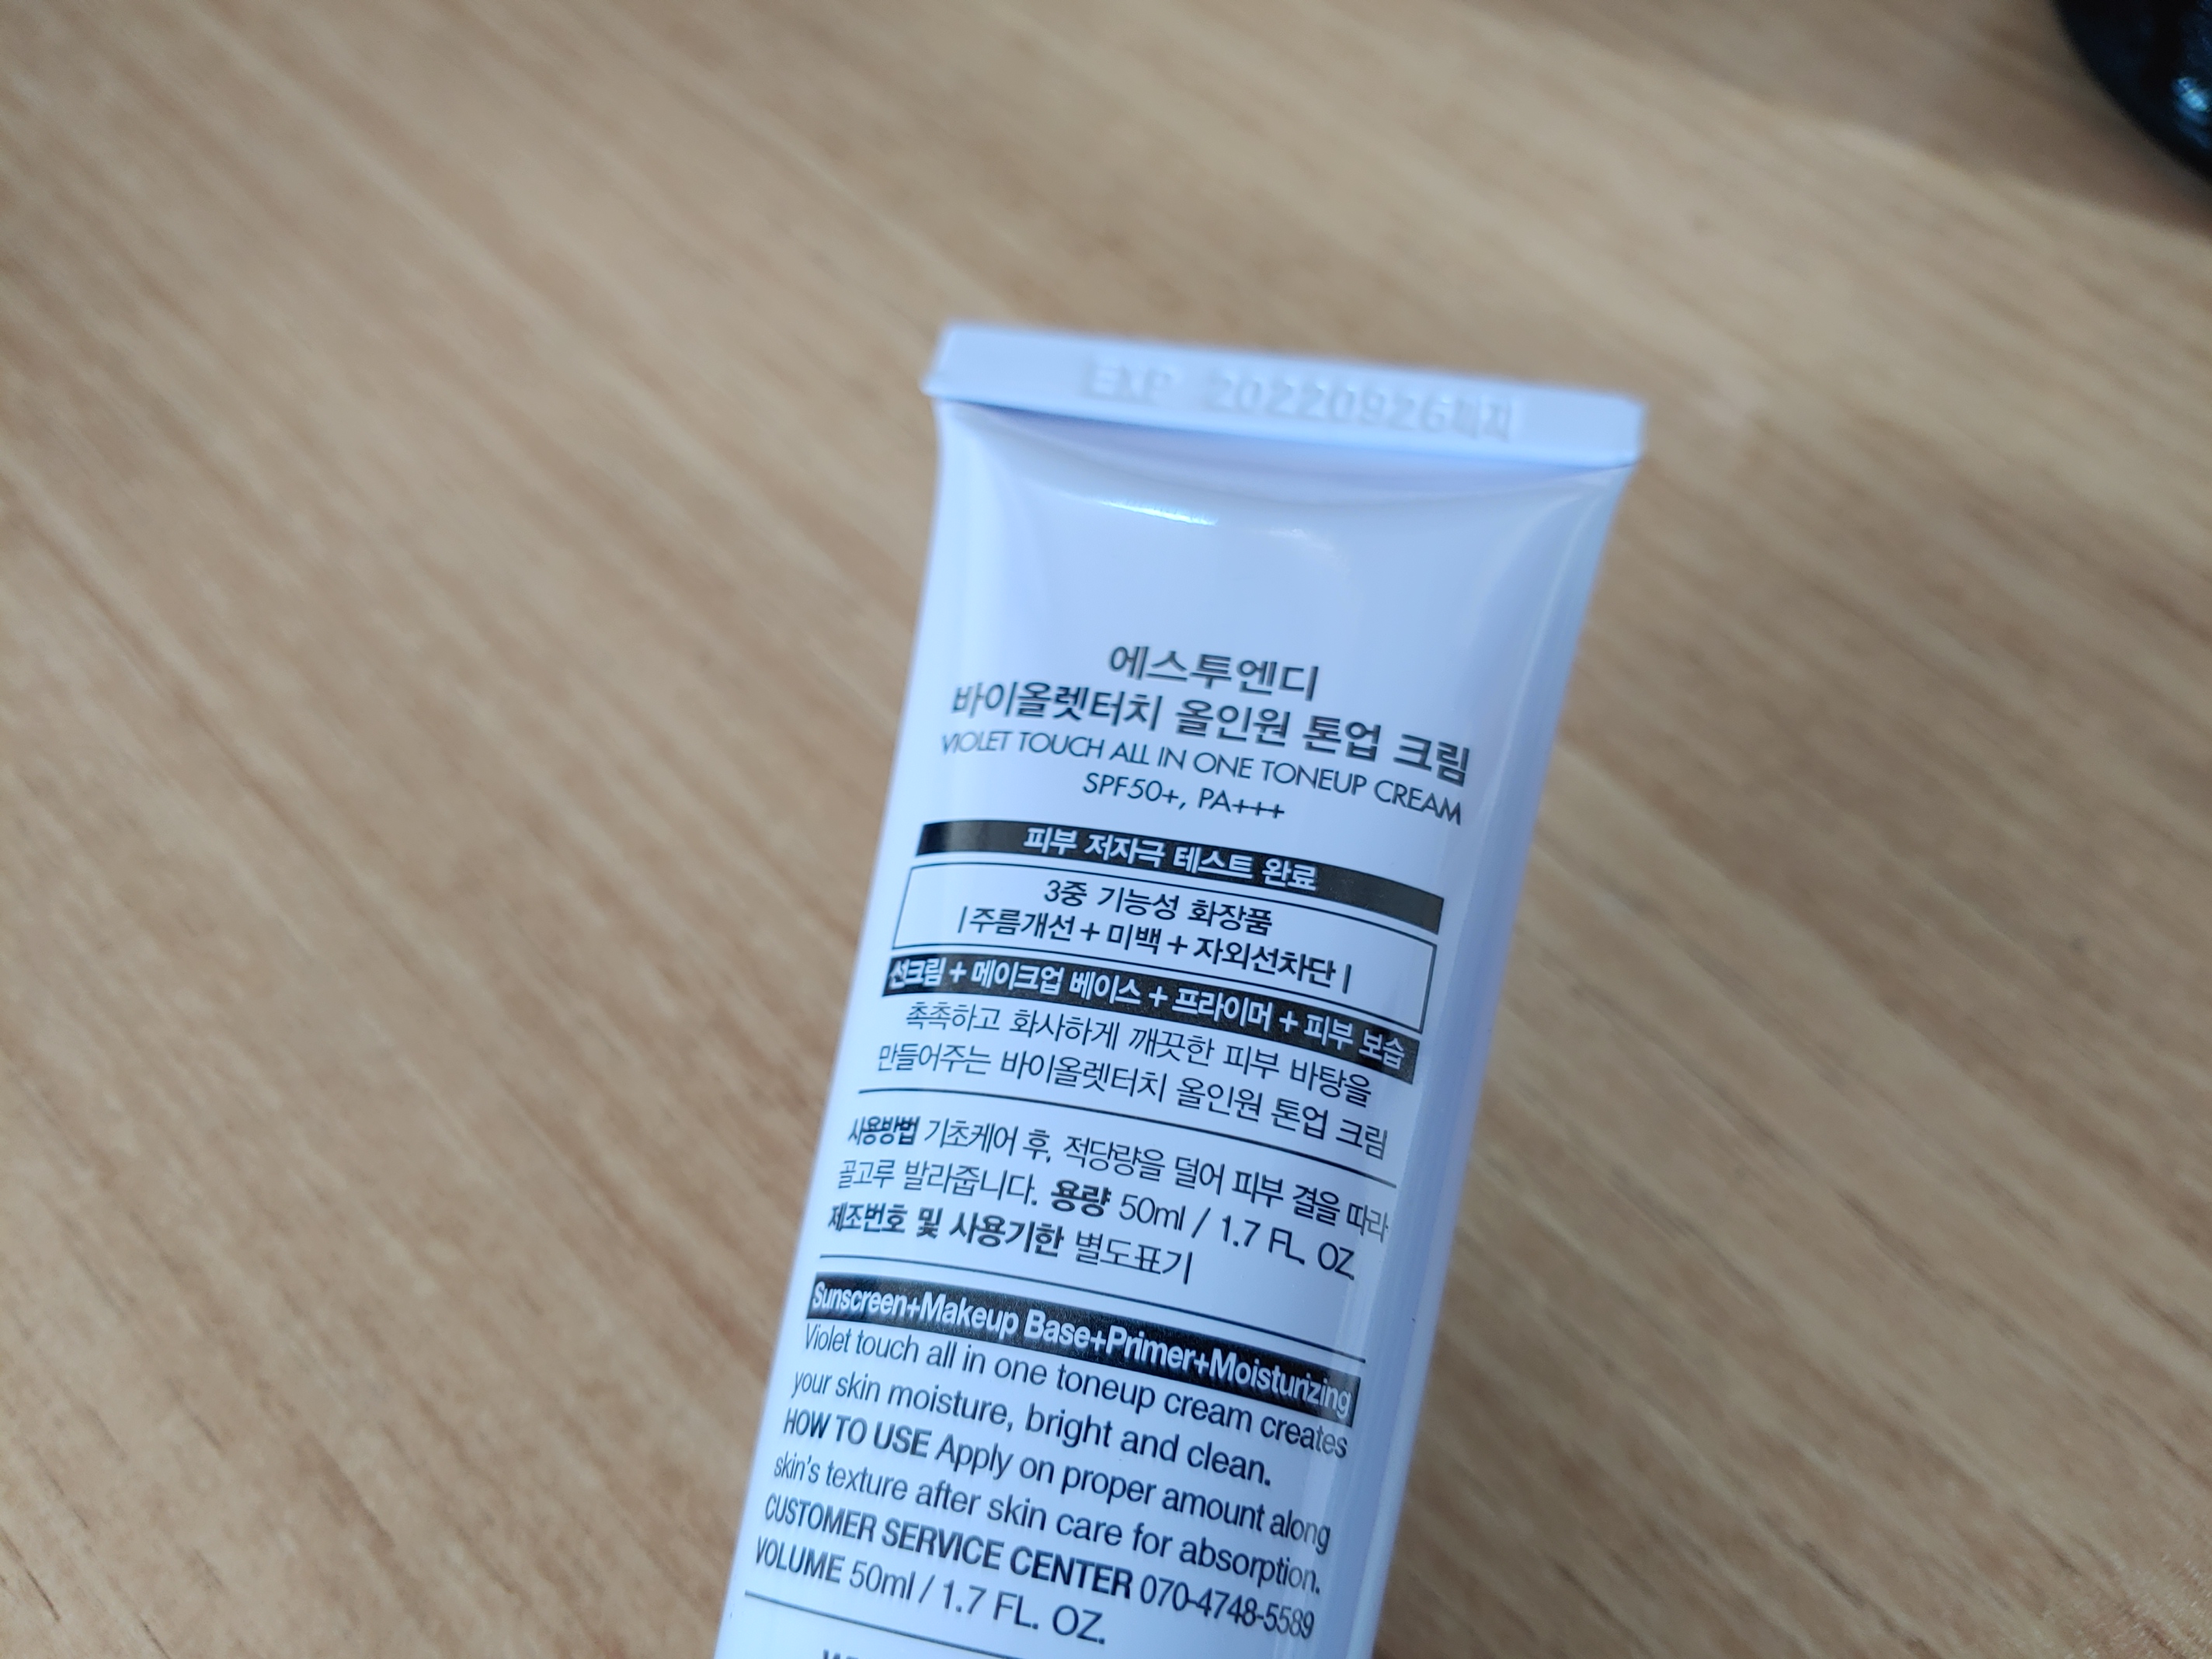 EXP 20220926까지
에스투엔디
바이올렛터치 올인원 톤업 크림
VIOLET TOUCH ALL IN ONE TONEUP CREAM
SPF50+, PA+++
피부 저자극 테스트 완료
3중 기능성 화장품
| 주름개선 + 미백 + 자외선차단 |
선크림 + 메이크업 베이스 + 프라이머 + 피부 보습
촉촉하고 화사하게 깨끗한 피부 바탕을
만들어주는 바이올렛터치 올인원 톤업 크림
사용방법 기초케어 후, 적당량을 덜어 피부 결을 따라
골고루 발라줍니다. 용량 50ml / 1.7 FL. OZ.
제조번호 및 사용기한 별도표기
Sunscreen+Makeup Base+Primer+Moisturizing
Violet touch all in one toneup cream creates
your skin moisture, bright and clean.
HOW TO USE Apply on proper amount along
skin's texture after skin care for absorption.
CUSTOMER SERVICE CENTER 070-4748-5589
VOLUME 50ml / 1.7 FL. OZ.